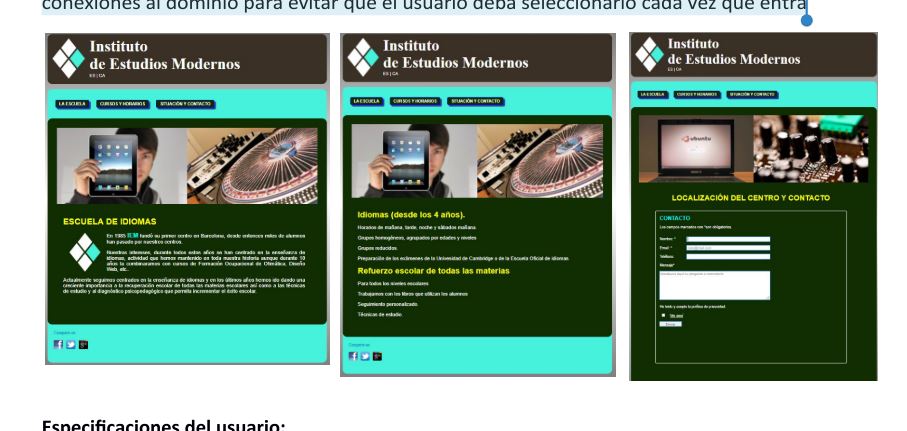 conexiones al dominio para evitar que el usuario deba seleccionarlo cada vez que entra
Instituto
de Estudios Modernos
ES | CA
LA ESCUELA
CURSOS Y HORARIOS
SITUACIÓN Y CONTACTO
ESCUELA DE IDIOMAS
En 1985 IEM fundó su primer centro en Barcelona, desde entonces miles de alumnos
han pasado por nuestros centros.
Nuestros intereses, durante todos estos años se han centrado en la enseñanza de
idiomas, actividad que hemos mantenido en toda nuestra historia aunque durante 10
años la combinaramos con cursos de Formación Ocupacional de Ofimática, Diseño
Web, etc.
Actualmente seguimos centrados en la enseñanza de idiomas y en los últimos años hemos ido dando una
creciente importancia a la recuperación escolar de todas las materias escolares así como a las técnicas
de estudio y al diagnóstico psicopedagógico que permita incrementar el éxito escolar.
Instituto
de Estudios Modernos
ES | CA
LA ESCUELA
CURSOS Y HORARIOS
SITUACIÓN Y CONTACTO
Idiomas (desde los 4 años).
Horarios de mañana, tarde, noche y sábados mañana.
Grupos homogéneos, agrupados por edades y niveles
Grupos reducidos.
Preparación de los exámenes de la Universidad de Cambridge o de la Escuela Oficial de Idiomas
Refuerzo escolar de todas las materias
Para todos los niveles escolares
Trabajamos con los libros que utilizan los alumnos
Seguimiento personalizado.
Técnicas de estudio.
Instituto
de Estudios Modernos
ES | CA
LA ESCUELA
CURSOS Y HORARIOS
SITUACIÓN Y CONTACTO
ubuntu
LOCALIZACIÓN DEL CENTRO Y CONTACTO
CONTACTO
Los campos marcados con *son obligatorios.
Nombre: *
Email: *
Teléfono:
Mensaje*
He leído y acepto la política de privacidad.
Especificaciones del usuario: